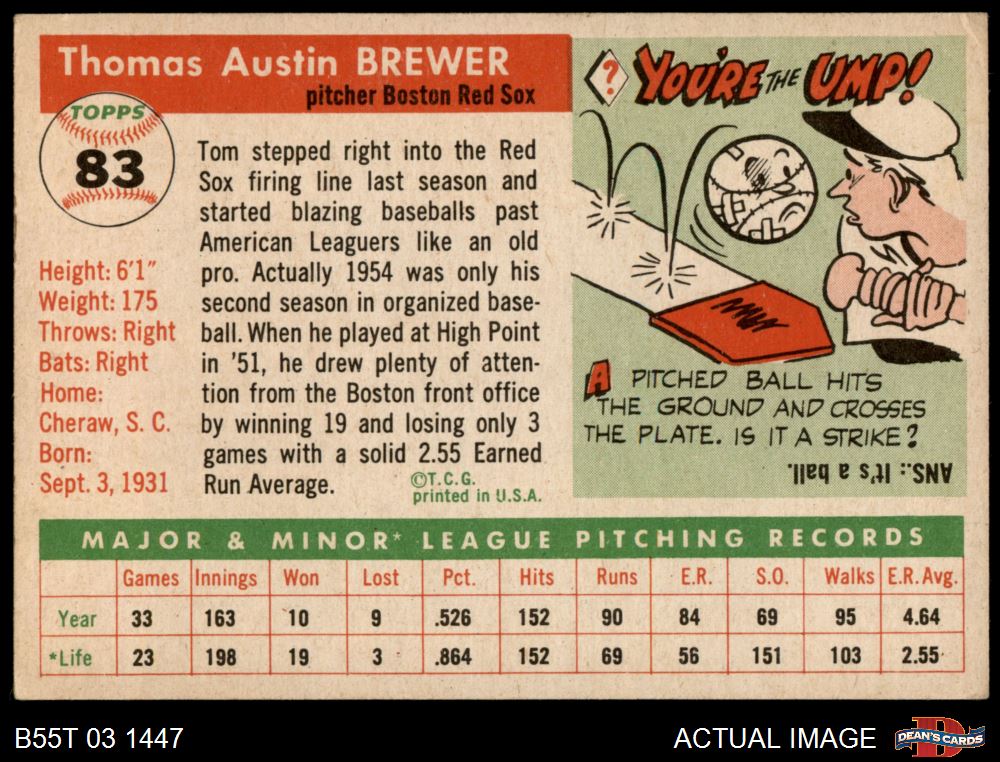 Thomas Austin BREWER
pitcher Boston Red Sox
TOPPS
83
Height: 6'1"
Weight: 175
Throws: Right
Bats: Right
Home:
Cheraw, S. C.
Born:
Sept. 3, 1931
Tom stepped right into the Red
Sox firing line last season and
started blazing baseballs past
American Leaguers like an old
pro. Actually 1954 was only his
second season in organized base-
ball. When he played at High Point
in '51, he drew plenty of atten-
tion from the Boston front office
by winning 19 and losing only 3
games with a solid 2.55 Earned
Run Average.
©T.C.G.
printed in U.S.A.
? YOU'RE THE UMP!
A PITCHED BALL HITS
THE GROUND AND CROSSES
THE PLATE. IS IT A STRIKE?
ANS.: It's a ball.
MAJOR & MINOR* LEAGUE PITCHING RECORDS
Games Innings Won Lost Pct. Hits Runs E.R. S.O. Walks E.R.Avg.
Year 33 163 10 9 .526 152 90 84 69 95 4.64
*Life 23 198 19 3 .864 152 69 56 151 103 2.55
B55T 03 1447
ACTUAL IMAGE
D
DEAN'S CARDS